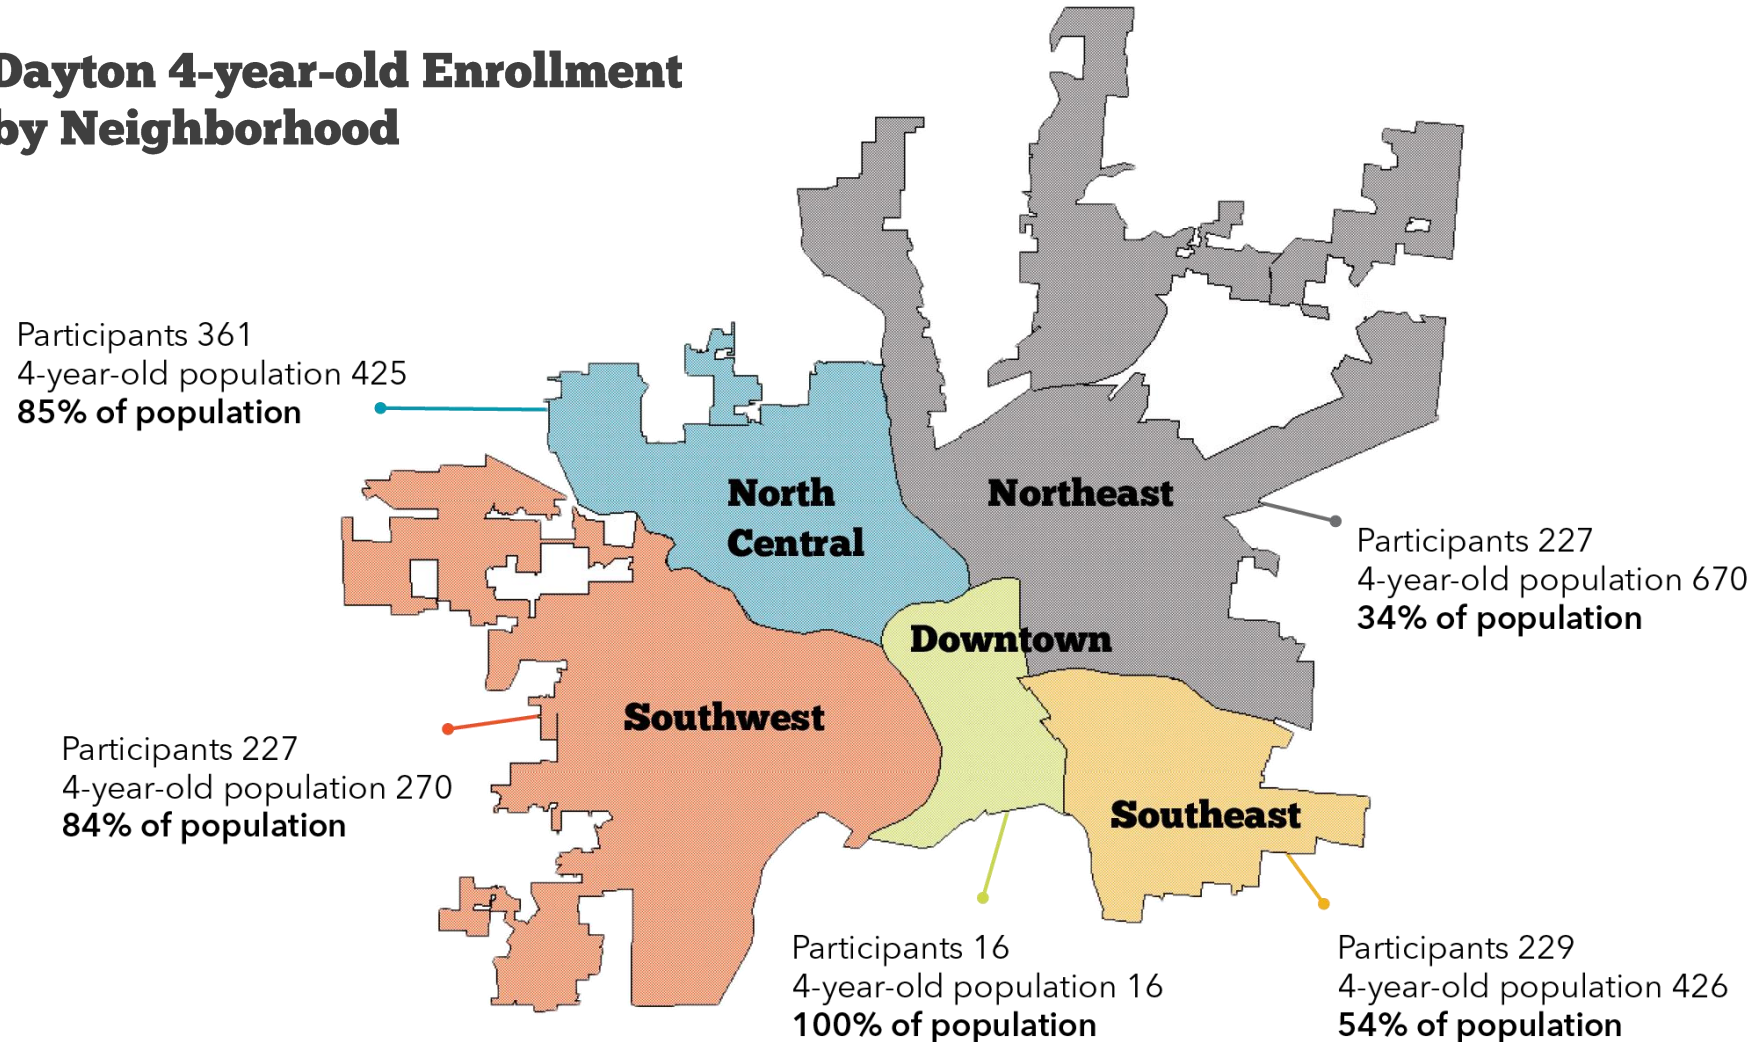 Dayton 4-year-old Enrollment
by Neighborhood
Participants 361
4-year-old population 425
85% of population
North
Central
Northeast
Participants 227
4-year-old population 670
34% of population
Downtown
Southwest
Participants 227
4-year-old population 270
84% of population
Southeast
Participants 16
4-year-old population 16
100% of population
Participants 229
4-year-old population 426
54% of population